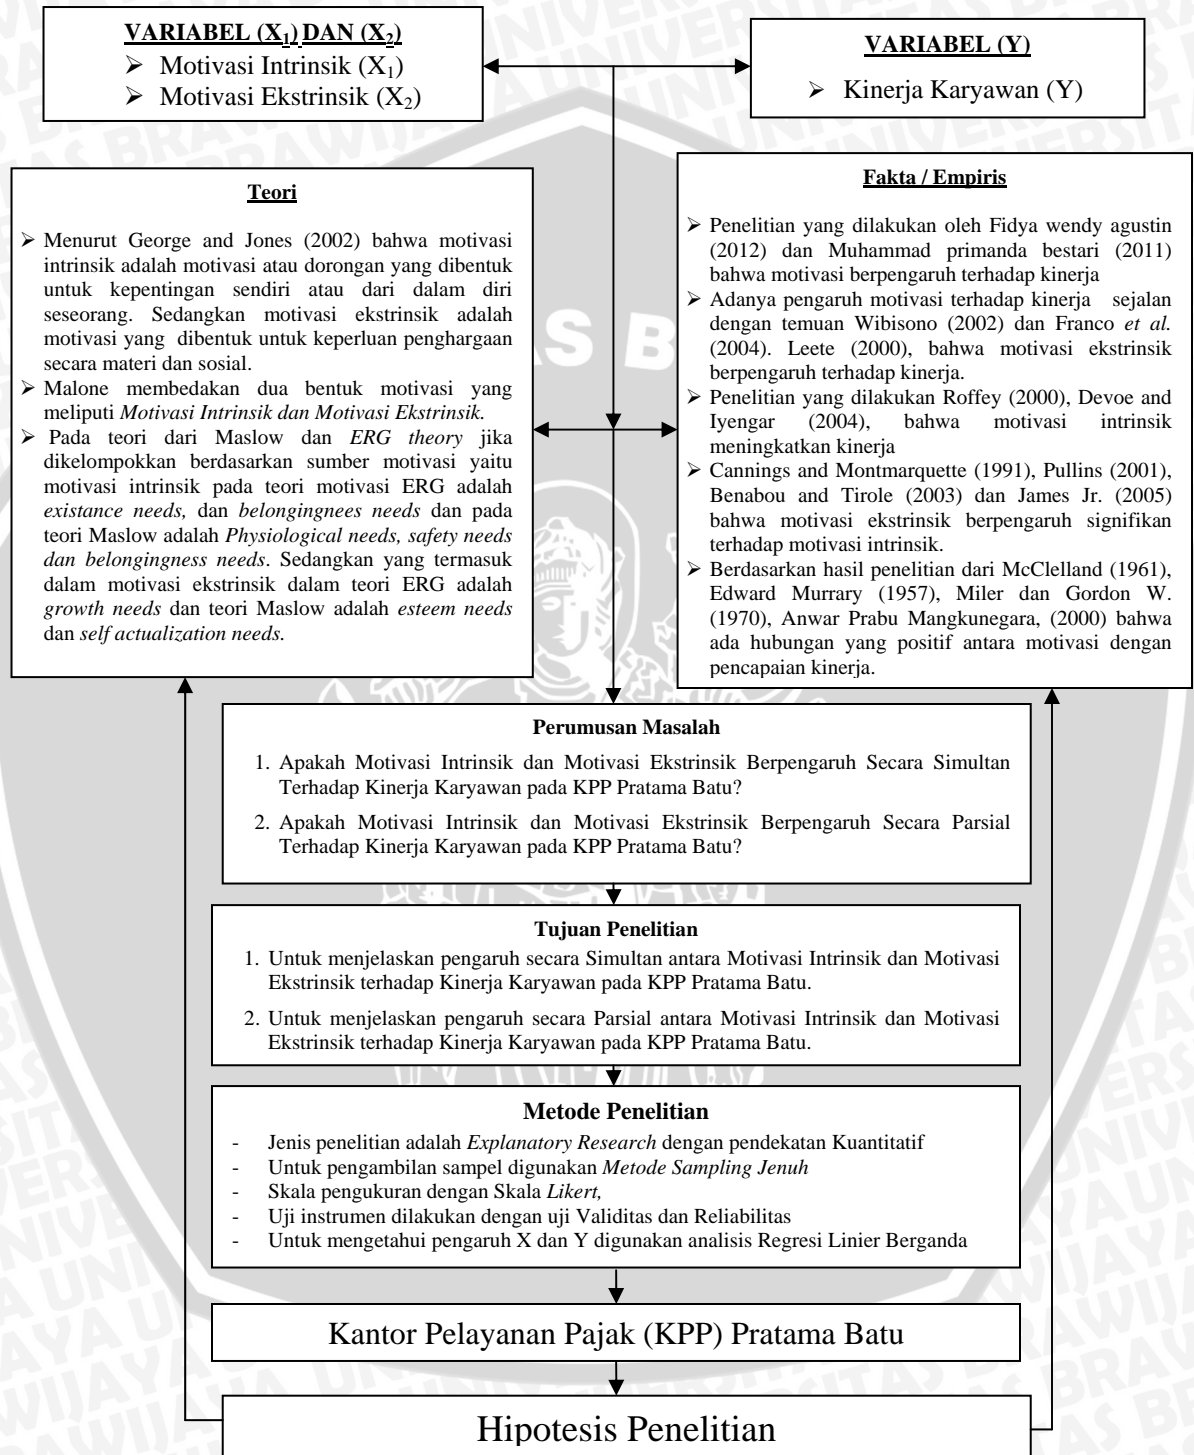 VARIABEL (X1) DAN (X2)
➢ Motivasi Intrinsik (X1)
➢ Motivasi Ekstrinsik (X2)
VARIABEL (Y)
➢ Kinerja Karyawan (Y)
Teori
➢ Menurut George and Jones (2002) bahwa motivasi
intrinsik adalah motivasi atau dorongan yang dibentuk
untuk kepentingan sendiri atau dari dalam diri
seseorang. Sedangkan motivasi ekstrinsik adalah
motivasi yang dibentuk untuk keperluan penghargaan
secara materi dan sosial.
➢ Malone membedakan dua bentuk motivasi yang
meliputi Motivasi Intrinsik dan Motivasi Ekstrinsik.
➢ Pada teori dari Maslow dan ERG theory jika
dikelompokkan berdasarkan sumber motivasi yaitu
motivasi intrinsik pada teori motivasi ERG adalah
existance needs, dan belongingnees needs dan pada
teori Maslow adalah Physiological needs, safety needs
dan belongingness needs. Sedangkan yang termasuk
dalam motivasi ekstrinsik dalam teori ERG adalah
growth needs dan teori Maslow adalah esteem needs
dan self actualization needs.
Fakta / Empiris
➢ Penelitian yang dilakukan oleh Fidya wendy agustin
(2012) dan Muhammad primanda bestari (2011)
bahwa motivasi berpengaruh terhadap kinerja
➢ Adanya pengaruh motivasi terhadap kinerja sejalan
dengan temuan Wibisono (2002) dan Franco et al.
(2004). Leete (2000), bahwa motivasi ekstrinsik
berpengaruh terhadap kinerja.
➢ Penelitian yang dilakukan Roffey (2000), Devoe and
Iyengar (2004), bahwa motivasi intrinsik
meningkatkan kinerja
➢ Cannings and Montmarquette (1991), Pullins (2001),
Benabou and Tirole (2003) dan James Jr. (2005)
bahwa motivasi ekstrinsik berpengaruh signifikan
terhadap motivasi intrinsik.
➢ Berdasarkan hasil penelitian dari McClelland (1961),
Edward Murrary (1957), Miler dan Gordon W.
(1970), Anwar Prabu Mangkunegara, (2000) bahwa
ada hubungan yang positif antara motivasi dengan
pencapaian kinerja.
Perumusan Masalah
1. Apakah Motivasi Intrinsik dan Motivasi Ekstrinsik Berpengaruh Secara Simultan
Terhadap Kinerja Karyawan pada KPP Pratama Batu?
2. Apakah Motivasi Intrinsik dan Motivasi Ekstrinsik Berpengaruh Secara Parsial
Terhadap Kinerja Karyawan pada KPP Pratama Batu?
Tujuan Penelitian
1. Untuk menjelaskan pengaruh secara Simultan antara Motivasi Intrinsik dan Motivasi
Ekstrinsik terhadap Kinerja Karyawan pada KPP Pratama Batu.
2. Untuk menjelaskan pengaruh secara Parsial antara Motivasi Intrinsik dan Motivasi
Ekstrinsik terhadap Kinerja Karyawan pada KPP Pratama Batu.
Metode Penelitian
- Jenis penelitian adalah Explanatory Research dengan pendekatan Kuantitatif
- Untuk pengambilan sampel digunakan Metode Sampling Jenuh
- Skala pengukuran dengan Skala Likert,
- Uji instrumen dilakukan dengan uji Validitas dan Reliabilitas
- Untuk mengetahui pengaruh X dan Y digunakan analisis Regresi Linier Berganda
Kantor Pelayanan Pajak (KPP) Pratama Batu
Hipotesis Penelitian